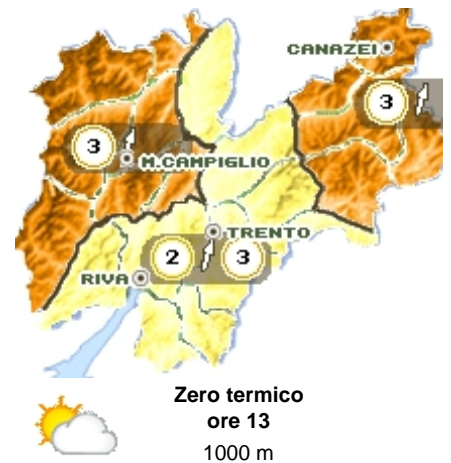 CANAZEI
3
3
M.CAMPIGLIO
TRENTO
2 3
RIVA
Zero termico
ore 13
1000 m